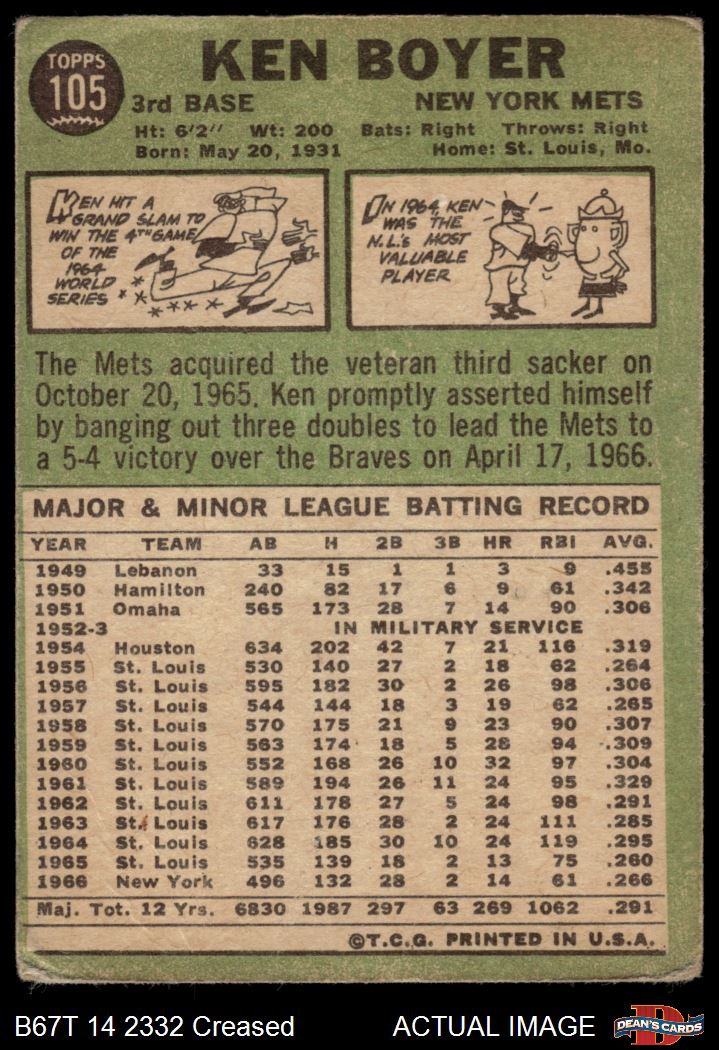 TOPPS
105
KEN BOYER
3rd BASE NEW YORK METS
Ht: 6'2" Wt: 200 Bats: Right Throws: Right
Born: May 20, 1931 Home: St. Louis, Mo.
KEN HIT A
GRAND SLAM TO
WIN THE 4TH GAME
OF THE
1964
WORLD
SERIES
IN 1964, KEN
WAS THE
N.L.'s MOST
VALUABLE
PLAYER
The Mets acquired the veteran third sacker on
October 20, 1965. Ken promptly asserted himself
by banging out three doubles to lead the Mets to
a 5-4 victory over the Braves on April 17, 1966.
MAJOR & MINOR LEAGUE BATTING RECORD
YEAR TEAM AB H 2B 3B HR RBI AVG.
1949 Lebanon 33 15 1 1 3 9 .455
1950 Hamilton 240 82 17 6 9 61 .342
1951 Omaha 565 173 28 7 14 90 .306
1952-3 IN MILITARY SERVICE
1954 Houston 634 202 42 7 21 116 .319
1955 St. Louis 530 140 27 2 18 62 .264
1956 St. Louis 595 182 30 2 26 98 .306
1957 St. Louis 544 144 18 3 19 62 .265
1958 St. Louis 570 175 21 9 23 90 .307
1959 St. Louis 563 174 18 5 28 94 .309
1960 St. Louis 552 168 26 10 32 97 .304
1961 St. Louis 589 194 26 11 24 95 .329
1962 St. Louis 611 178 27 5 24 98 .291
1963 St. Louis 617 176 28 2 24 111 .285
1964 St. Louis 628 185 30 10 24 119 .295
1965 St. Louis 535 139 18 2 13 75 .260
1966 New York 496 132 28 2 14 61 .266
Maj. Tot. 12 Yrs. 6830 1987 297 63 269 1062 .291
©T.C.G. PRINTED IN U.S.A.
B67T 14 2332 Creased ACTUAL IMAGE DEAN'S CARDS